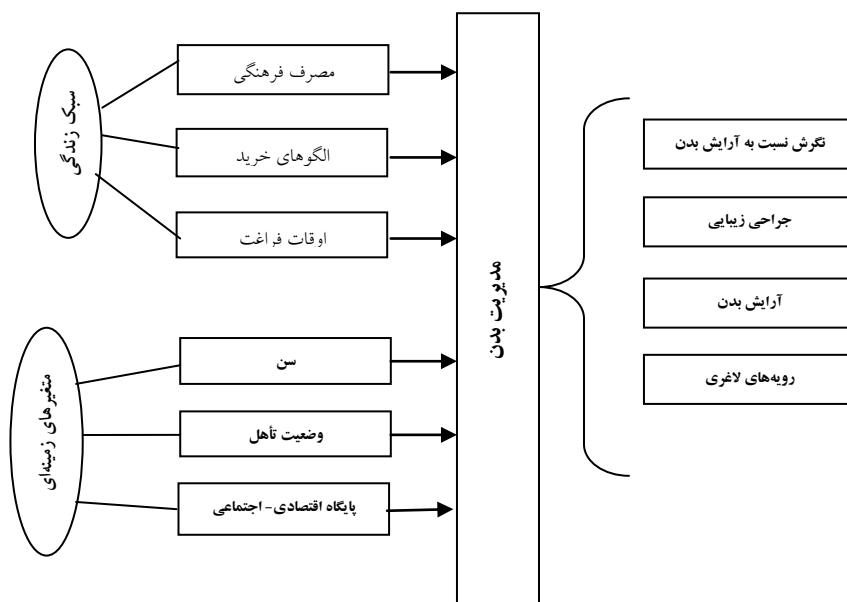 سبک زندگی
مصرف فرهنگی
الگوهای خرید
اوقات فراغت
متغیرهای زمینه‌ای
سن
وضعیت تأهل
پایگاه اقتصادی- اجتماعی
مدیریت بدن
نگرش نسبت به آرایش بدن
جراحی زیبایی
آرایش بدن
رویه‌های لاغری